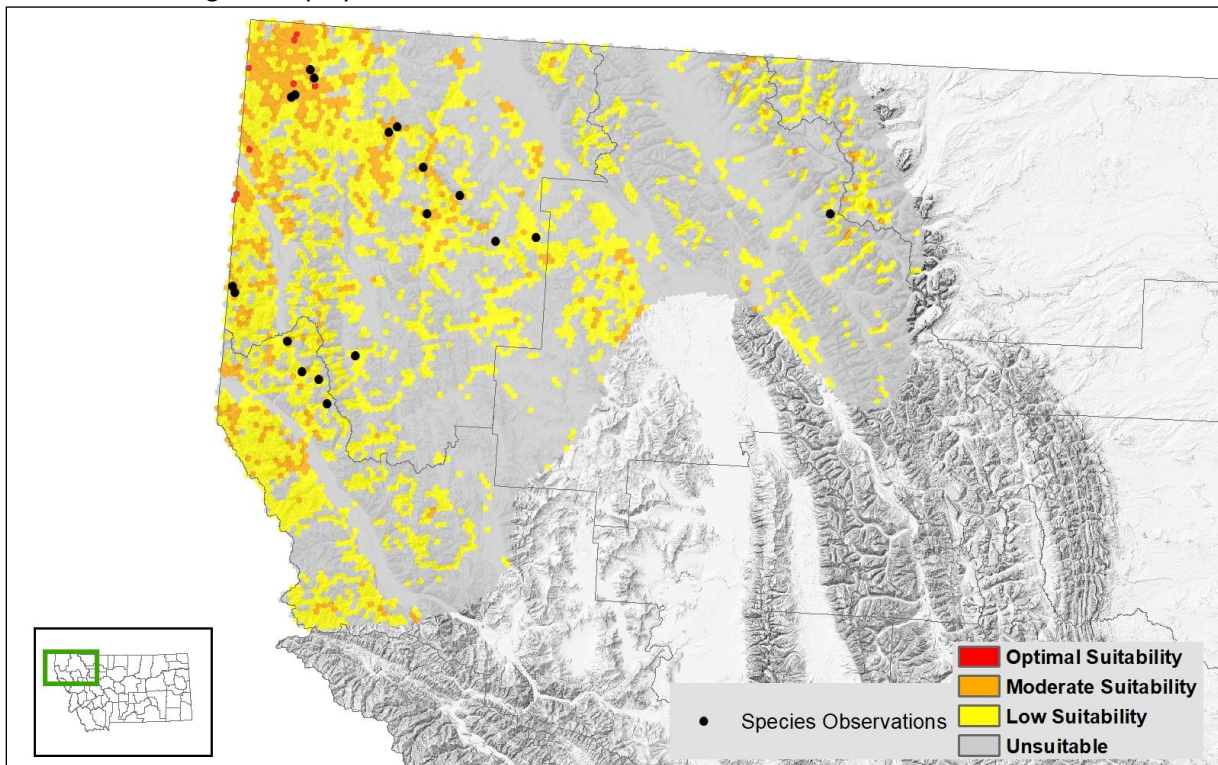 Optimal Suitability
Moderate Suitability
Species Observations
Low Suitability
Unsuitable